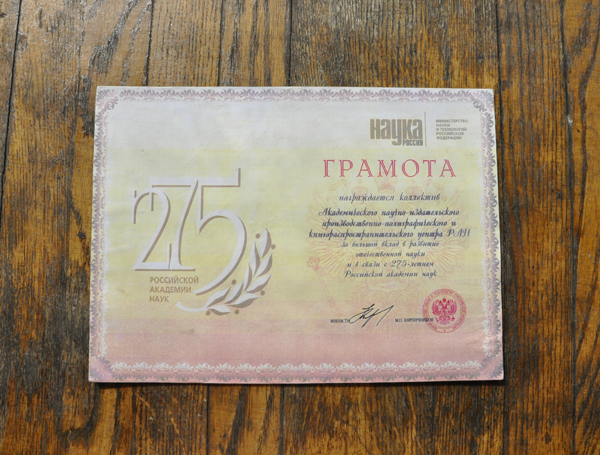 наука
РОССИИ
МИНИСТЕРСТВО
НАУКИ
И ТЕХНОЛОГИЙ
РОССИЙСКОЙ
ФЕДЕРАЦИИ
ГРАМОТА
награждается коллектив
Академического научно-издательского
производственно-полиграфического и
книгораспространительского центра РАН
за большой вклад в развитие
отечественной науки
и в связи с 275-летием
Российской академии наук
275
РОССИЙСКОЙ
АКАДЕМИИ
НАУК
МИНИСТР